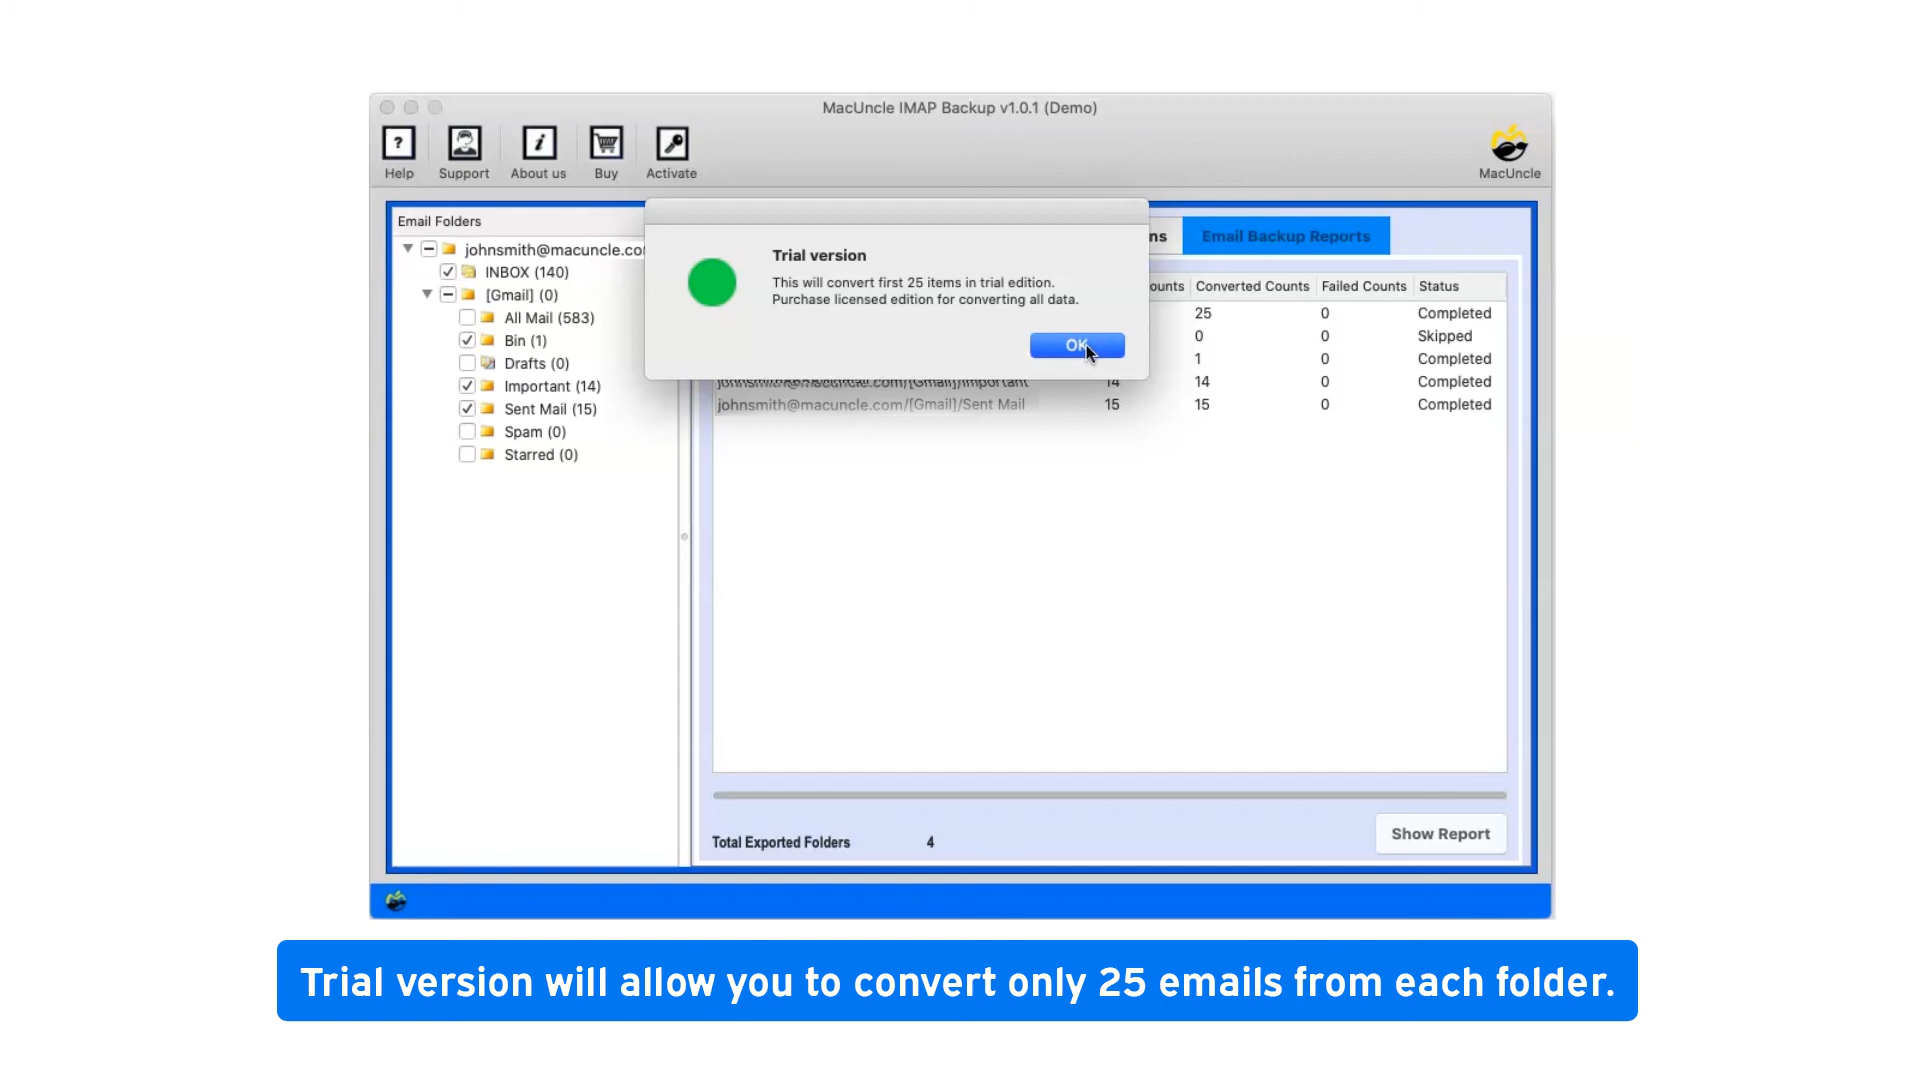 MacUncle IMAP Backup v1.0.1 (Demo)
Help Support About us Buy Activate MacUncle
Email Folders
johnsmith@macuncle.co
INBOX (140)
[Gmail] (0)
All Mail (583)
Bin (1)
Drafts (0)
Important (14)
Sent Mail (15)
Spam (0)
Starred (0)
Trial version
This will convert first 25 items in trial edition.
Purchase licensed edition for converting all data.
OK
ns Email Backup Reports
ounts Converted Counts Failed Counts Status
25 0 Completed
0 0 Skipped
1 0 Completed
johnsmith@macuncle.com/[Gmail]/Important 14 14 0 Completed
johnsmith@macuncle.com/[Gmail]/Sent Mail 15 15 0 Completed
Total Exported Folders 4
Show Report
Trial version will allow you to convert only 25 emails from each folder.